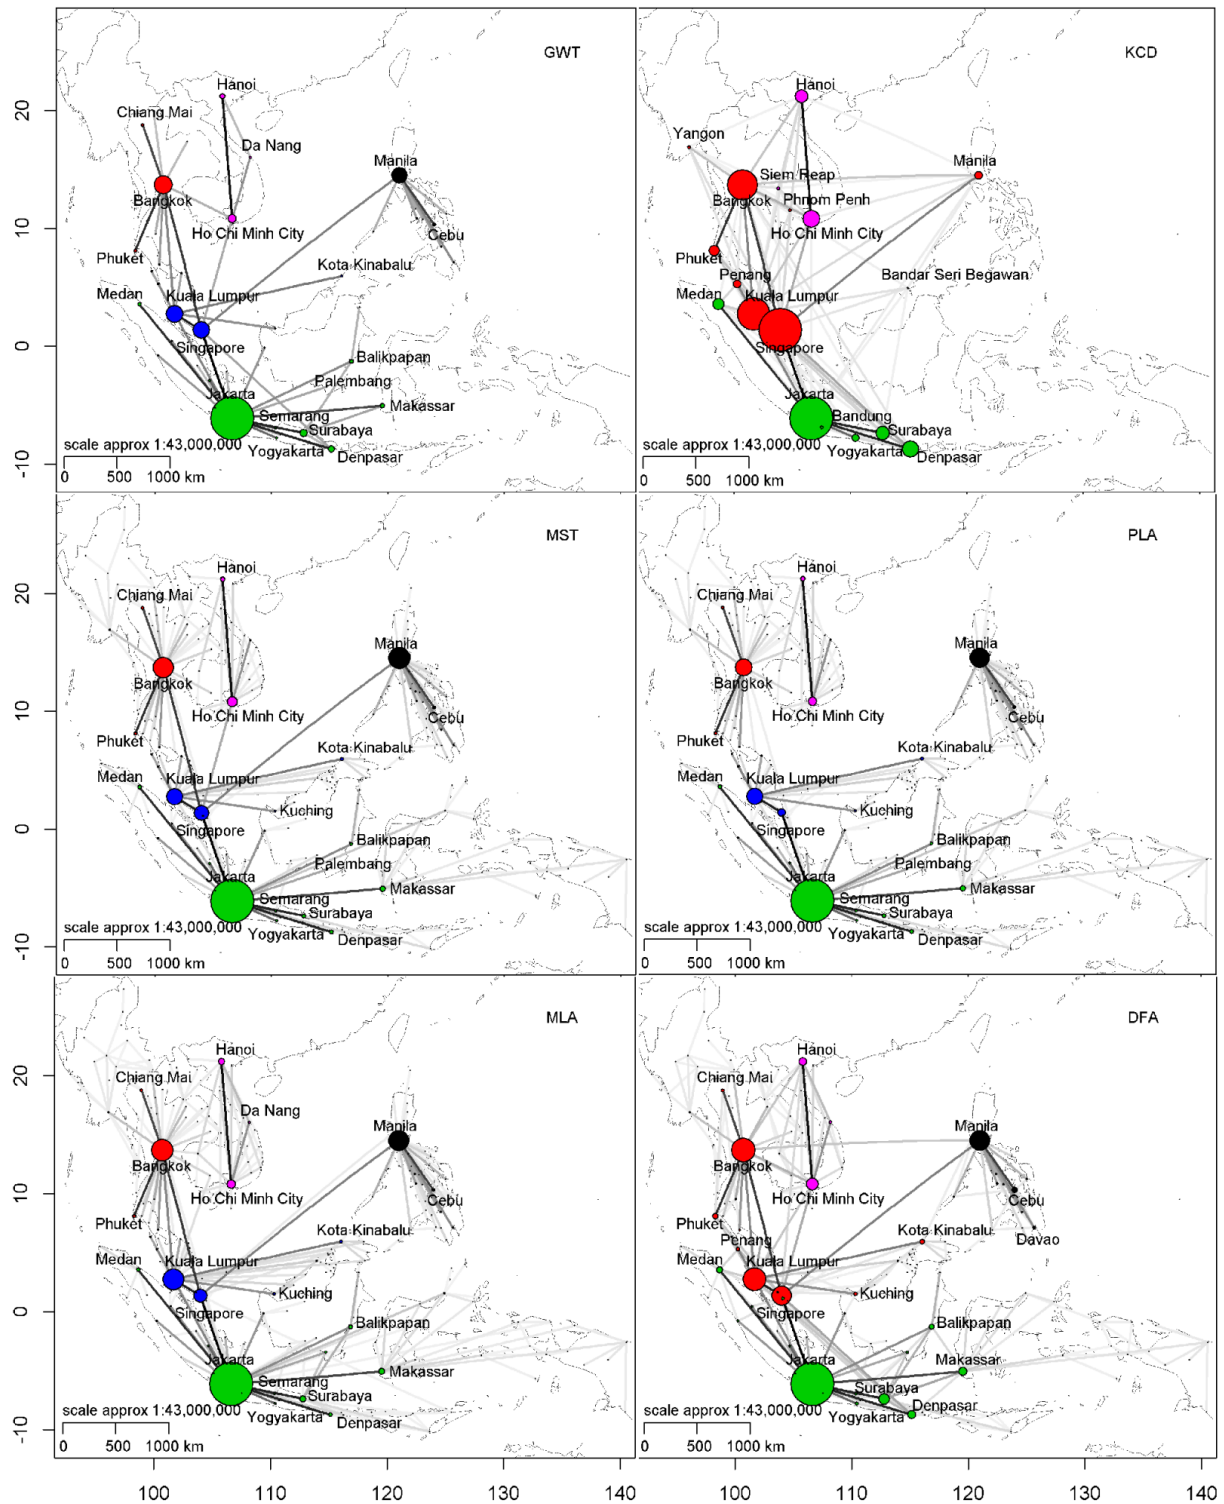 GWT
Hanoi
Chiang Mai
Da Nang
Manila
Bangkok
Ho Chi Minh City
Cebu
Phuket
Kota Kinabalu
Medan
Kuala Lumpur
Singapore
Balikpapan
Palembang
Jakarta
Makassar
Semarang
Surabaya
scale approx 1:43,000,000
Yogyakarta
Denpasar
0 500 1000 km
20
10
0
-10
KCD
Hanoi
Yangon
Manila
Siem Reap
Bangkok
Phnom Penh
Ho Chi Minh City
Phuket
Penang
Bandar Seri Begawan
Medan
Kuala Lumpur
Singapore
Jakarta
Bandung
Surabaya
scale approx 1:43,000,000
Yogyakarta
Denpasar
0 500 1000 km
MST
Hanoi
Chiang Mai
Manila
Bangkok
Ho Chi Minh City
Cebu
Phuket
Kota Kinabalu
Medan
Kuala Lumpur
Kuching
Singapore
Balikpapan
Palembang
Jakarta
Makassar
Semarang
Surabaya
scale approx 1:43,000,000
Yogyakarta
Denpasar
0 500 1000 km
20
10
0
-10
PLA
Hanoi
Chiang Mai
Manila
Bangkok
Ho Chi Minh City
Cebu
Phuket
Kota Kinabalu
Medan
Kuala Lumpur
Kuching
Singapore
Balikpapan
Palembang
Jakarta
Makassar
Semarang
Surabaya
scale approx 1:43,000,000
Yogyakarta
Denpasar
0 500 1000 km
MLA
Hanoi
Chiang Mai
Da Nang
Manila
Bangkok
Ho Chi Minh City
Cebu
Phuket
Kota Kinabalu
Medan
Kuala Lumpur
Kuching
Singapore
Balikpapan
Jakarta
Makassar
Semarang
Surabaya
scale approx 1:43,000,000
Yogyakarta
Denpasar
0 500 1000 km
20
10
0
-10
100 110 120 130 140
DFA
Hanoi
Chiang Mai
Manila
Bangkok
Ho Chi Minh City
Cebu
Phuket
Kota Kinabalu
Davao
Penang
Medan
Kuala Lumpur
Kuching
Singapore
Balikpapan
Jakarta
Makassar
Surabaya
Denpasar
scale approx 1:43,000,000
Yogyakarta
0 500 1000 km
100 110 120 130 140